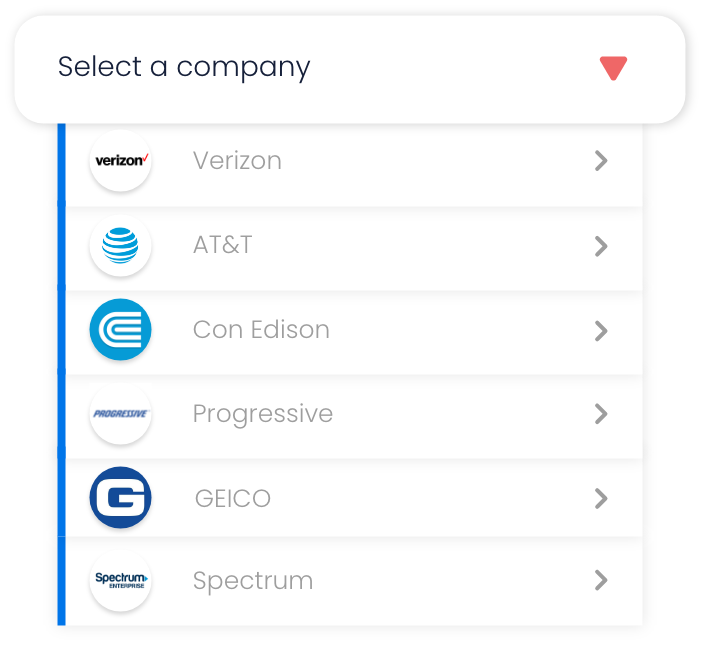 Select a company
verizon✓ Verizon
AT&T
Con Edison
PROGRESSIVE Progressive
G GEICO
Spectrum▸ Spectrum
ENTERPRISE